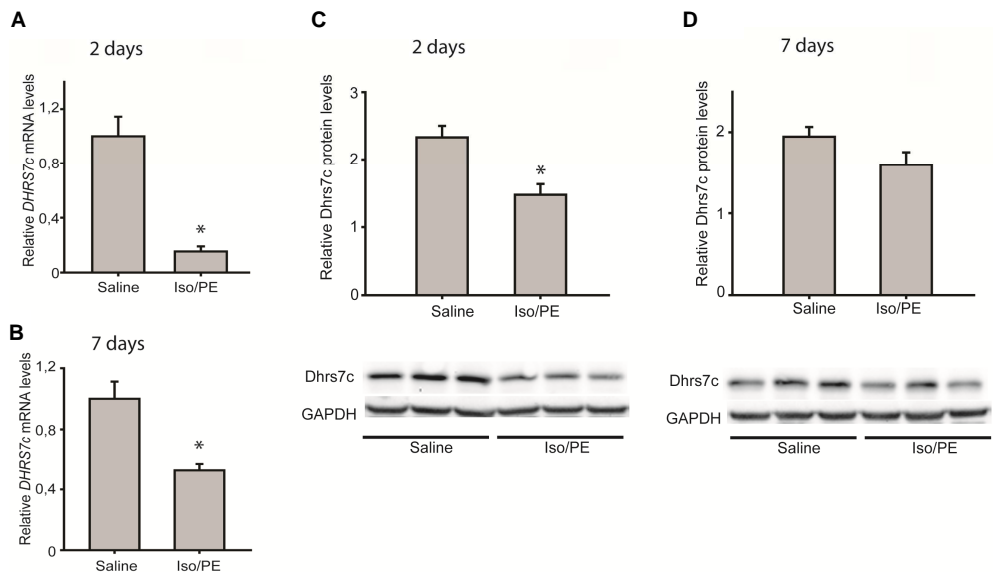 A
2 days
Relative DHRS7c mRNA levels
1,2
0,8
0,4
0
*
Saline Iso/PE
B
7 days
Relative DHRS7c mRNA levels
1,2
0,8
0,4
0
*
Saline Iso/PE
C
2 days
Relative Dhrs7c protein levels
3
2
1
0
*
Saline Iso/PE
Dhrs7c
GAPDH
Saline Iso/PE
D
7 days
Relative Dhrs7c protein levels
2
1
0
Saline Iso/PE
Dhrs7c
GAPDH
Saline Iso/PE